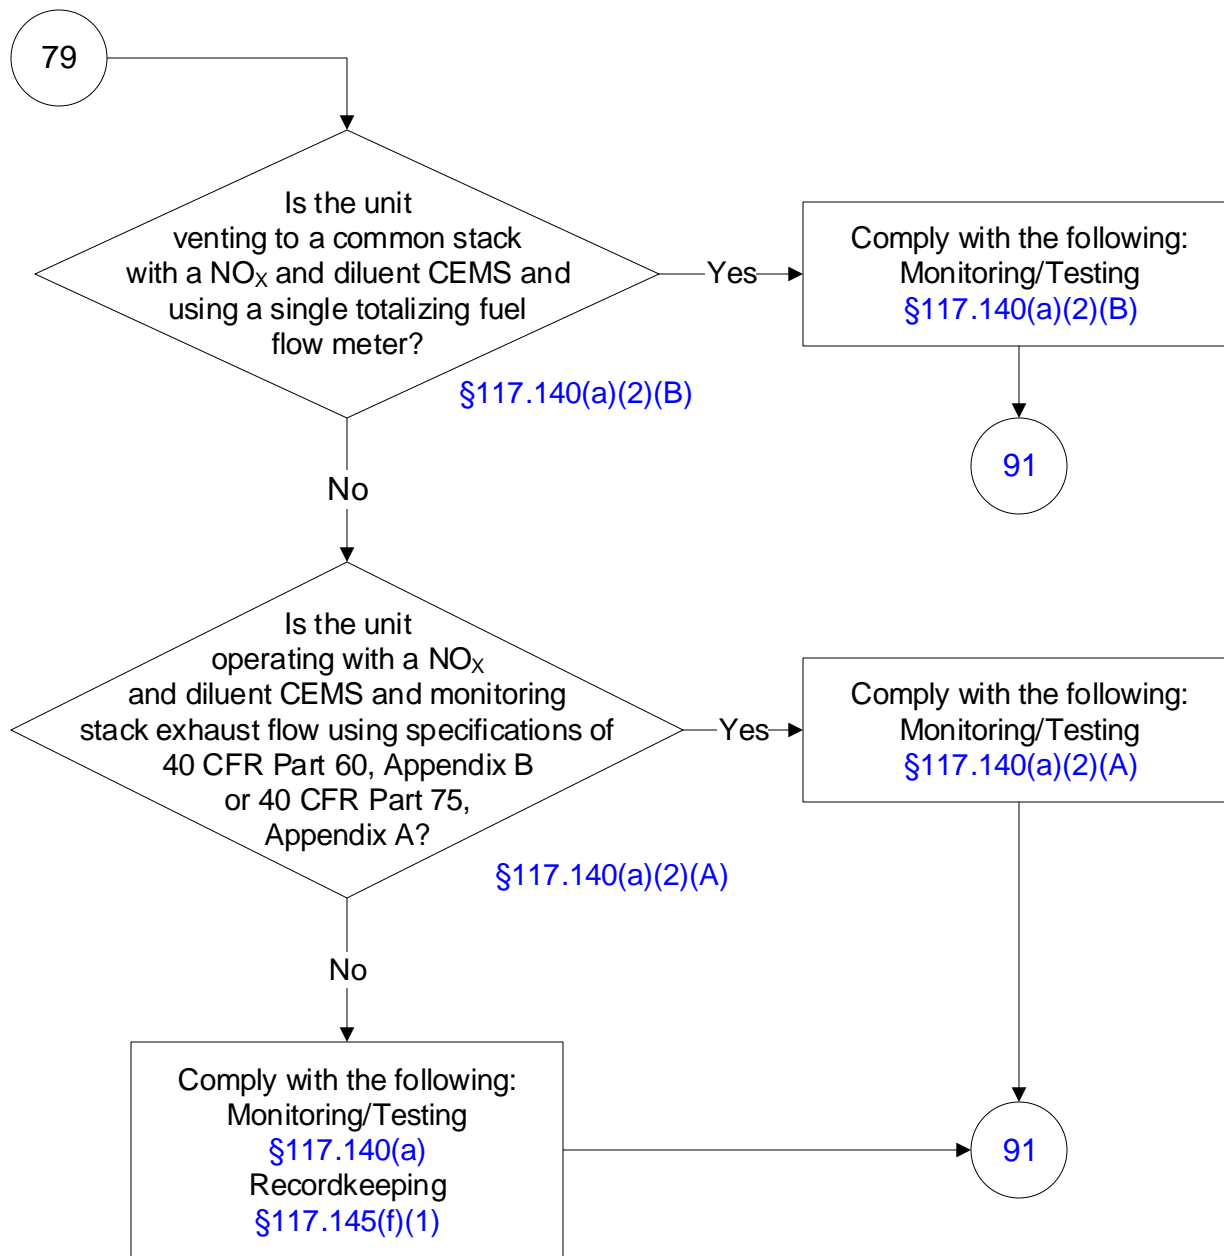 79
Is the unit
venting to a common stack
with a NOX and diluent CEMS and
using a single totalizing fuel
flow meter?
§117.140(a)(2)(B)
Yes
Comply with the following:
Monitoring/Testing
§117.140(a)(2)(B)
91
No
Is the unit
operating with a NOX
and diluent CEMS and monitoring
stack exhaust flow using specifications of
40 CFR Part 60, Appendix B
or 40 CFR Part 75,
Appendix A?
§117.140(a)(2)(A)
Yes
Comply with the following:
Monitoring/Testing
§117.140(a)(2)(A)
No
Comply with the following:
Monitoring/Testing
§117.140(a)
Recordkeeping
§117.145(f)(1)
91